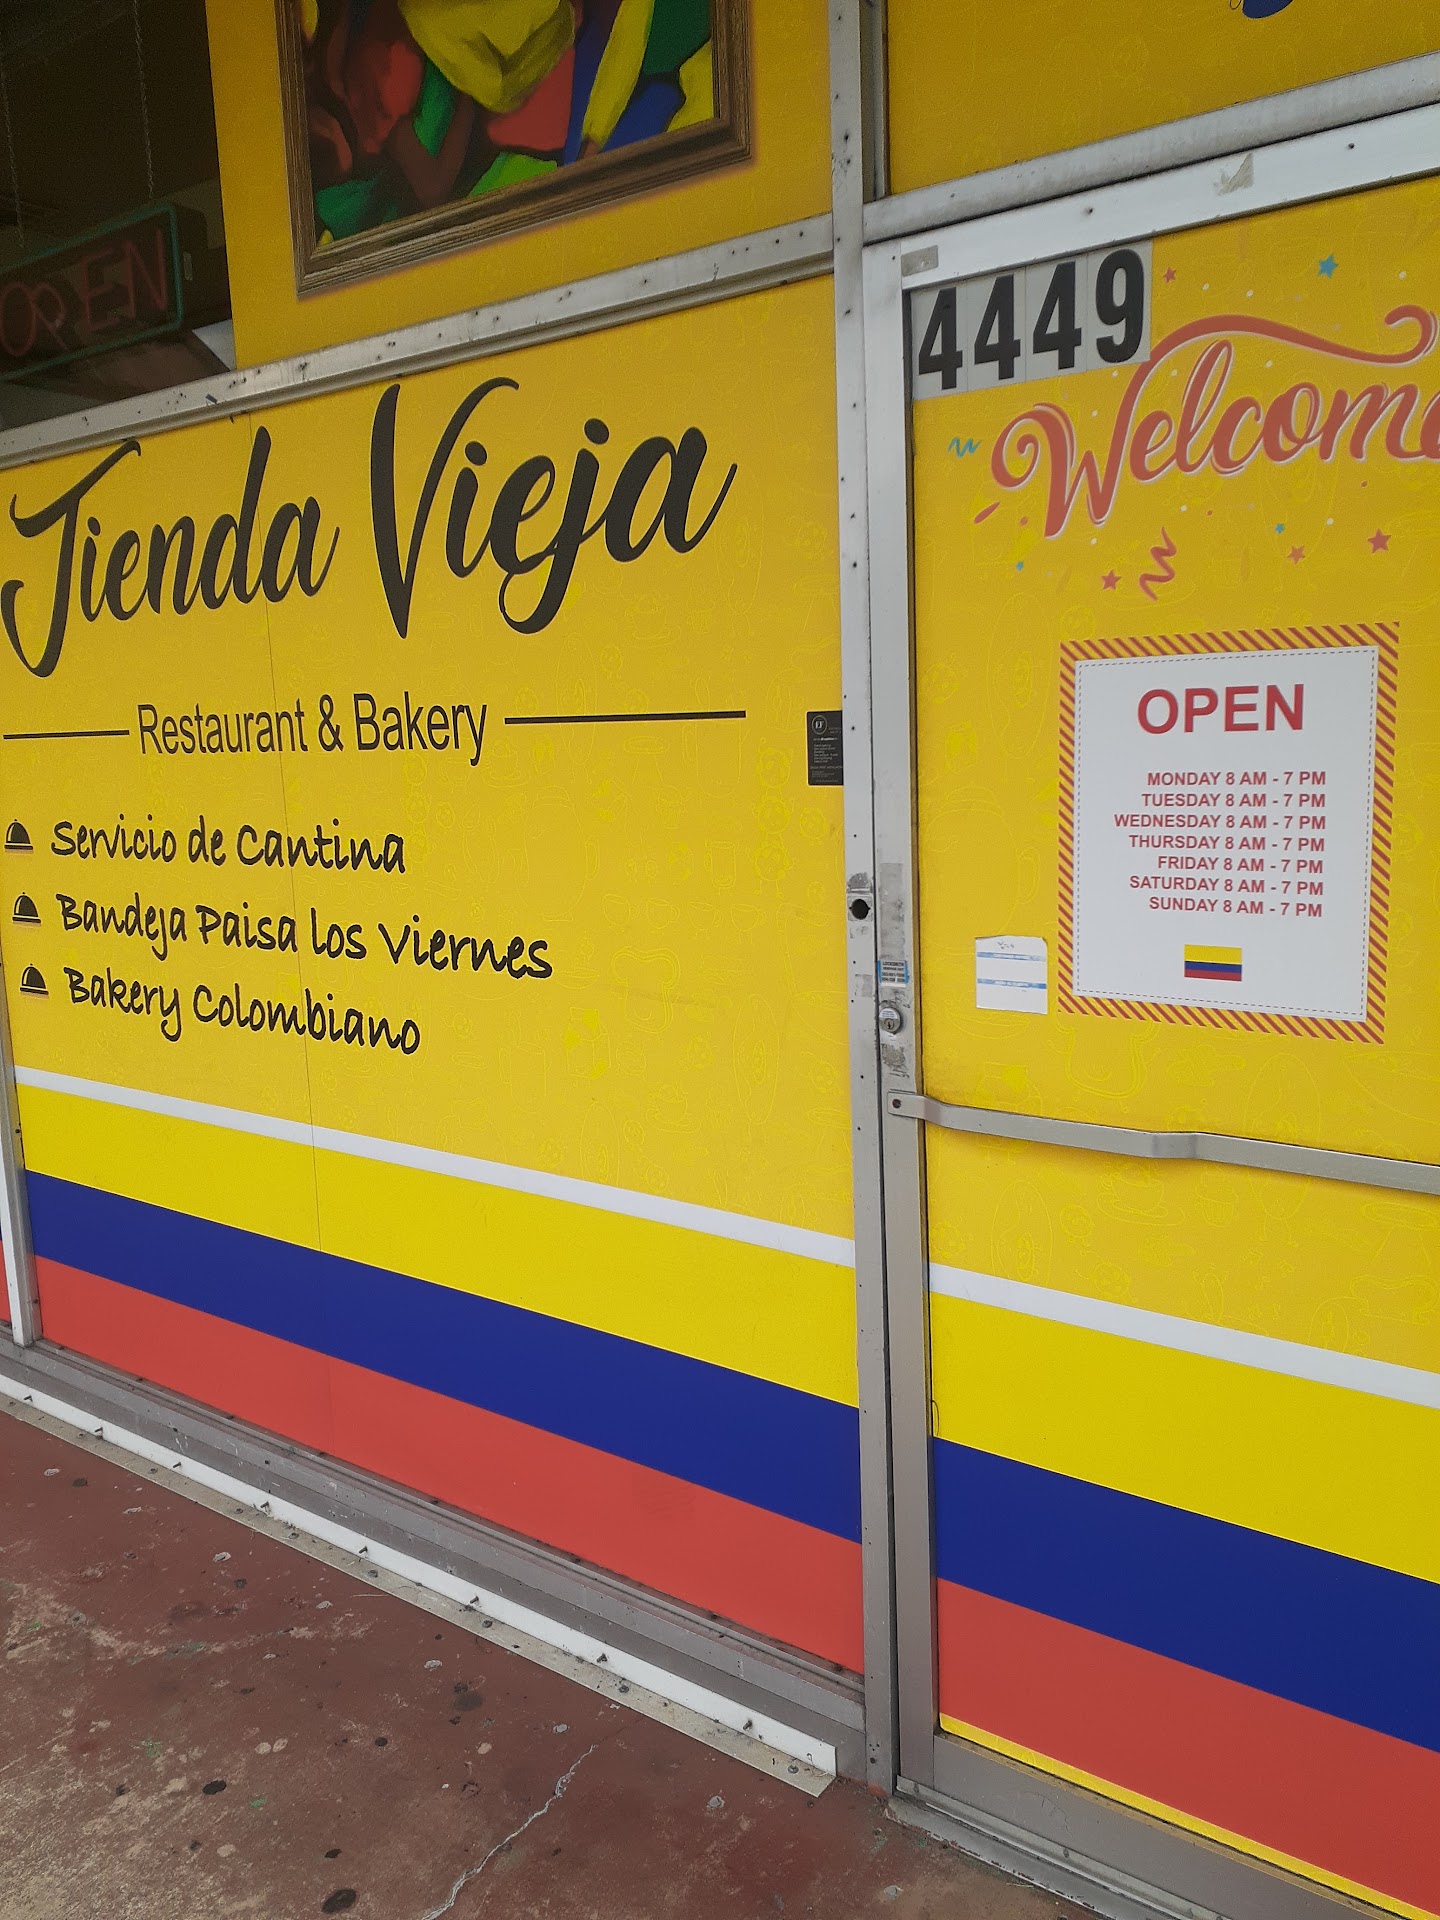 OPEN
Tienda Vieja
Restaurant & Bakery
Servicio de Cantina
Bandeja Paisa los Viernes
Bakery Colombiano
4449
Welcome
OPEN
MONDAY 8 AM - 7 PM
TUESDAY 8 AM - 7 PM
WEDNESDAY 8 AM - 7 PM
THURSDAY 8 AM - 7 PM
FRIDAY 8 AM - 7 PM
SATURDAY 8 AM - 7 PM
SUNDAY 8 AM - 7 PM
LOCKSMITH